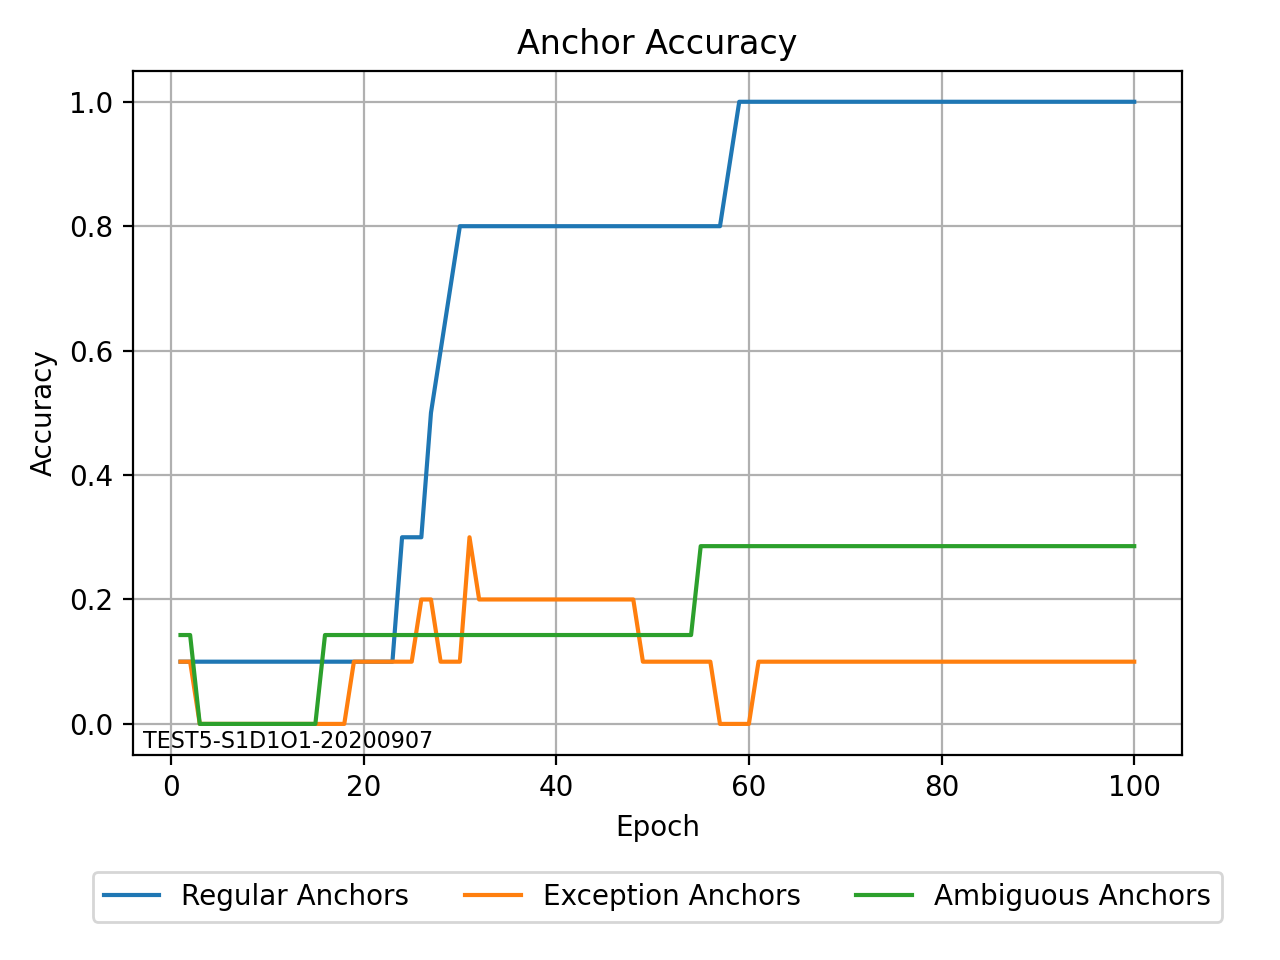 Anchor Accuracy
1.0
0.8
0.6
0.4
0.2
0.0
Accuracy
TEST5-S1D1O1-20200907
0 20 40 60 80 100
Epoch
Regular Anchors Exception Anchors Ambiguous Anchors